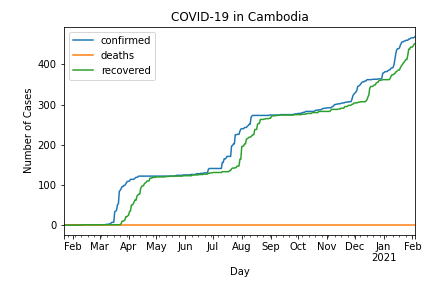 COVID-19 in Cambodia
confirmed
deaths
recovered
Number of Cases
400
300
200
100
0
Feb Mar Apr May Jun Jul Aug Sep Oct Nov Dec Jan Feb
2021
Day